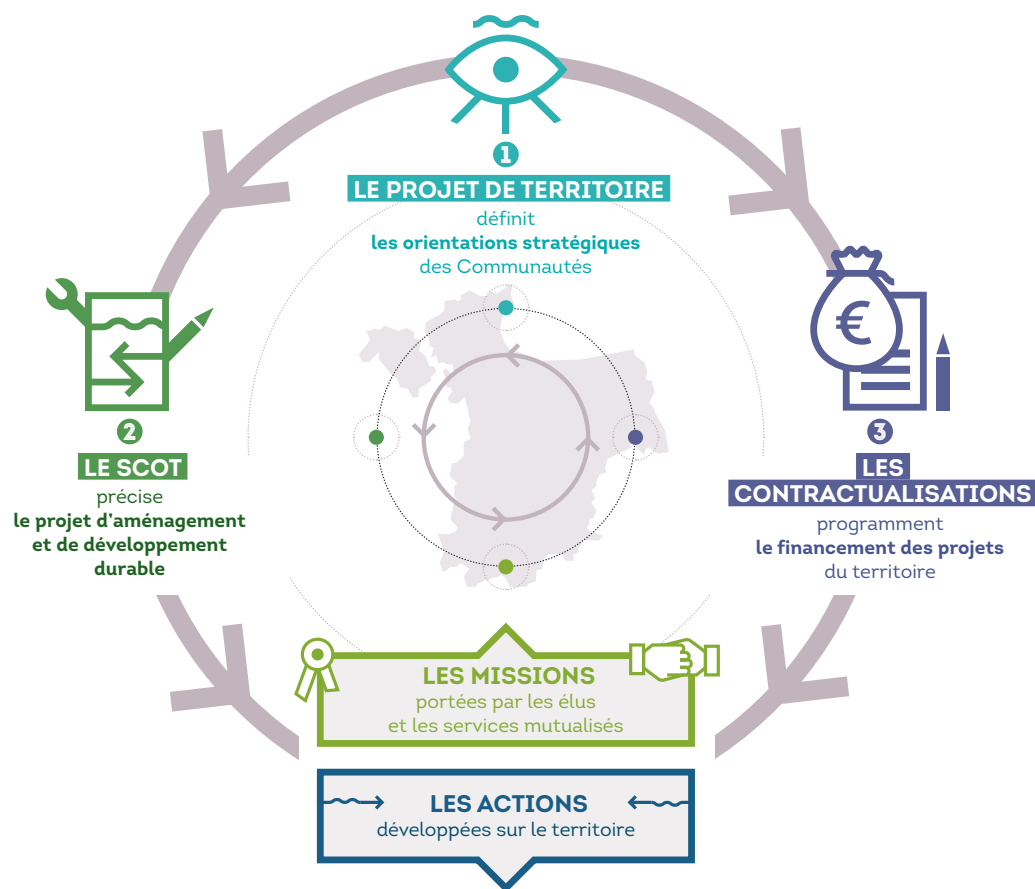 1
LE PROJET DE TERRITOIRE
définit
les orientations stratégiques
des Communautés
2
LE SCOT
précise
le projet d'aménagement
et de développement
durable
€
3
LES
CONTRACTUALISATIONS
programment
le financement des projets
du territoire
LES MISSIONS
portées par les élus
et les services mutualisés
LES ACTIONS
développées sur le territoire